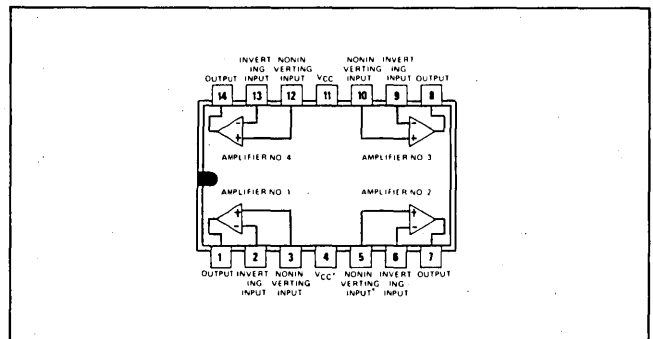 INVERT NONIN NONIN INVERT
ING VERTING VERTING ING
OUTPUT INPUT INPUT VCC INPUT INPUT OUTPUT
14 13 12 11 10 9 8
- + + -
AMPLIFIER NO 4 AMPLIFIER NO 3
AMPLIFIER NO 1 AMPLIFIER NO 2
+ - + -
1 2 3 4 5 6 7
OUTPUT INVERT NONIN VCC+ NONIN INVERT OUTPUT
ING VERTING VERTING ING
INPUT INPUT INPUT+ INPUT